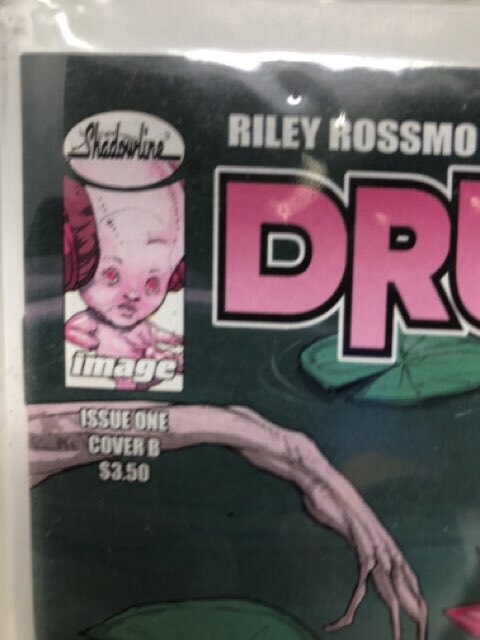 Shadowline
RILEY ROSSMO
DR
image
ISSUE ONE
COVER B
$3.50